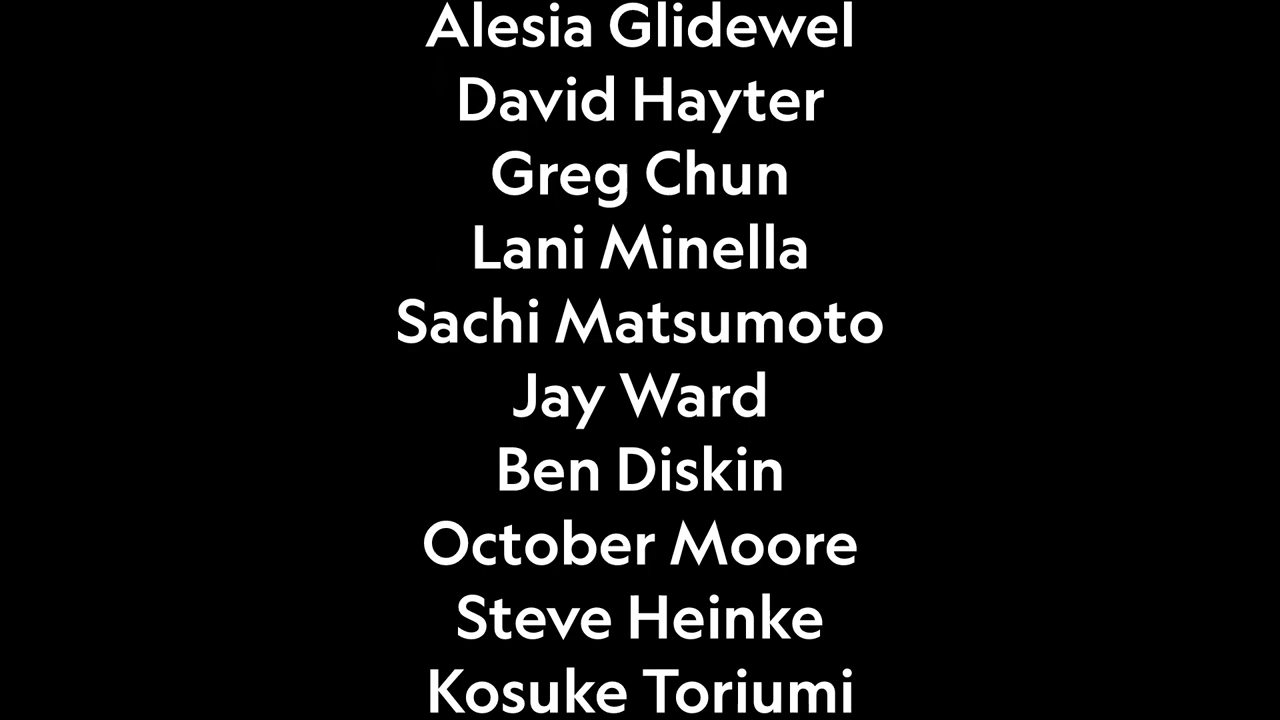 Alesia Glidewel
David Hayter
Greg Chun
Lani Minella
Sachi Matsumoto
Jay Ward
Ben Diskin
October Moore
Steve Heinke
Kosuke Toriumi